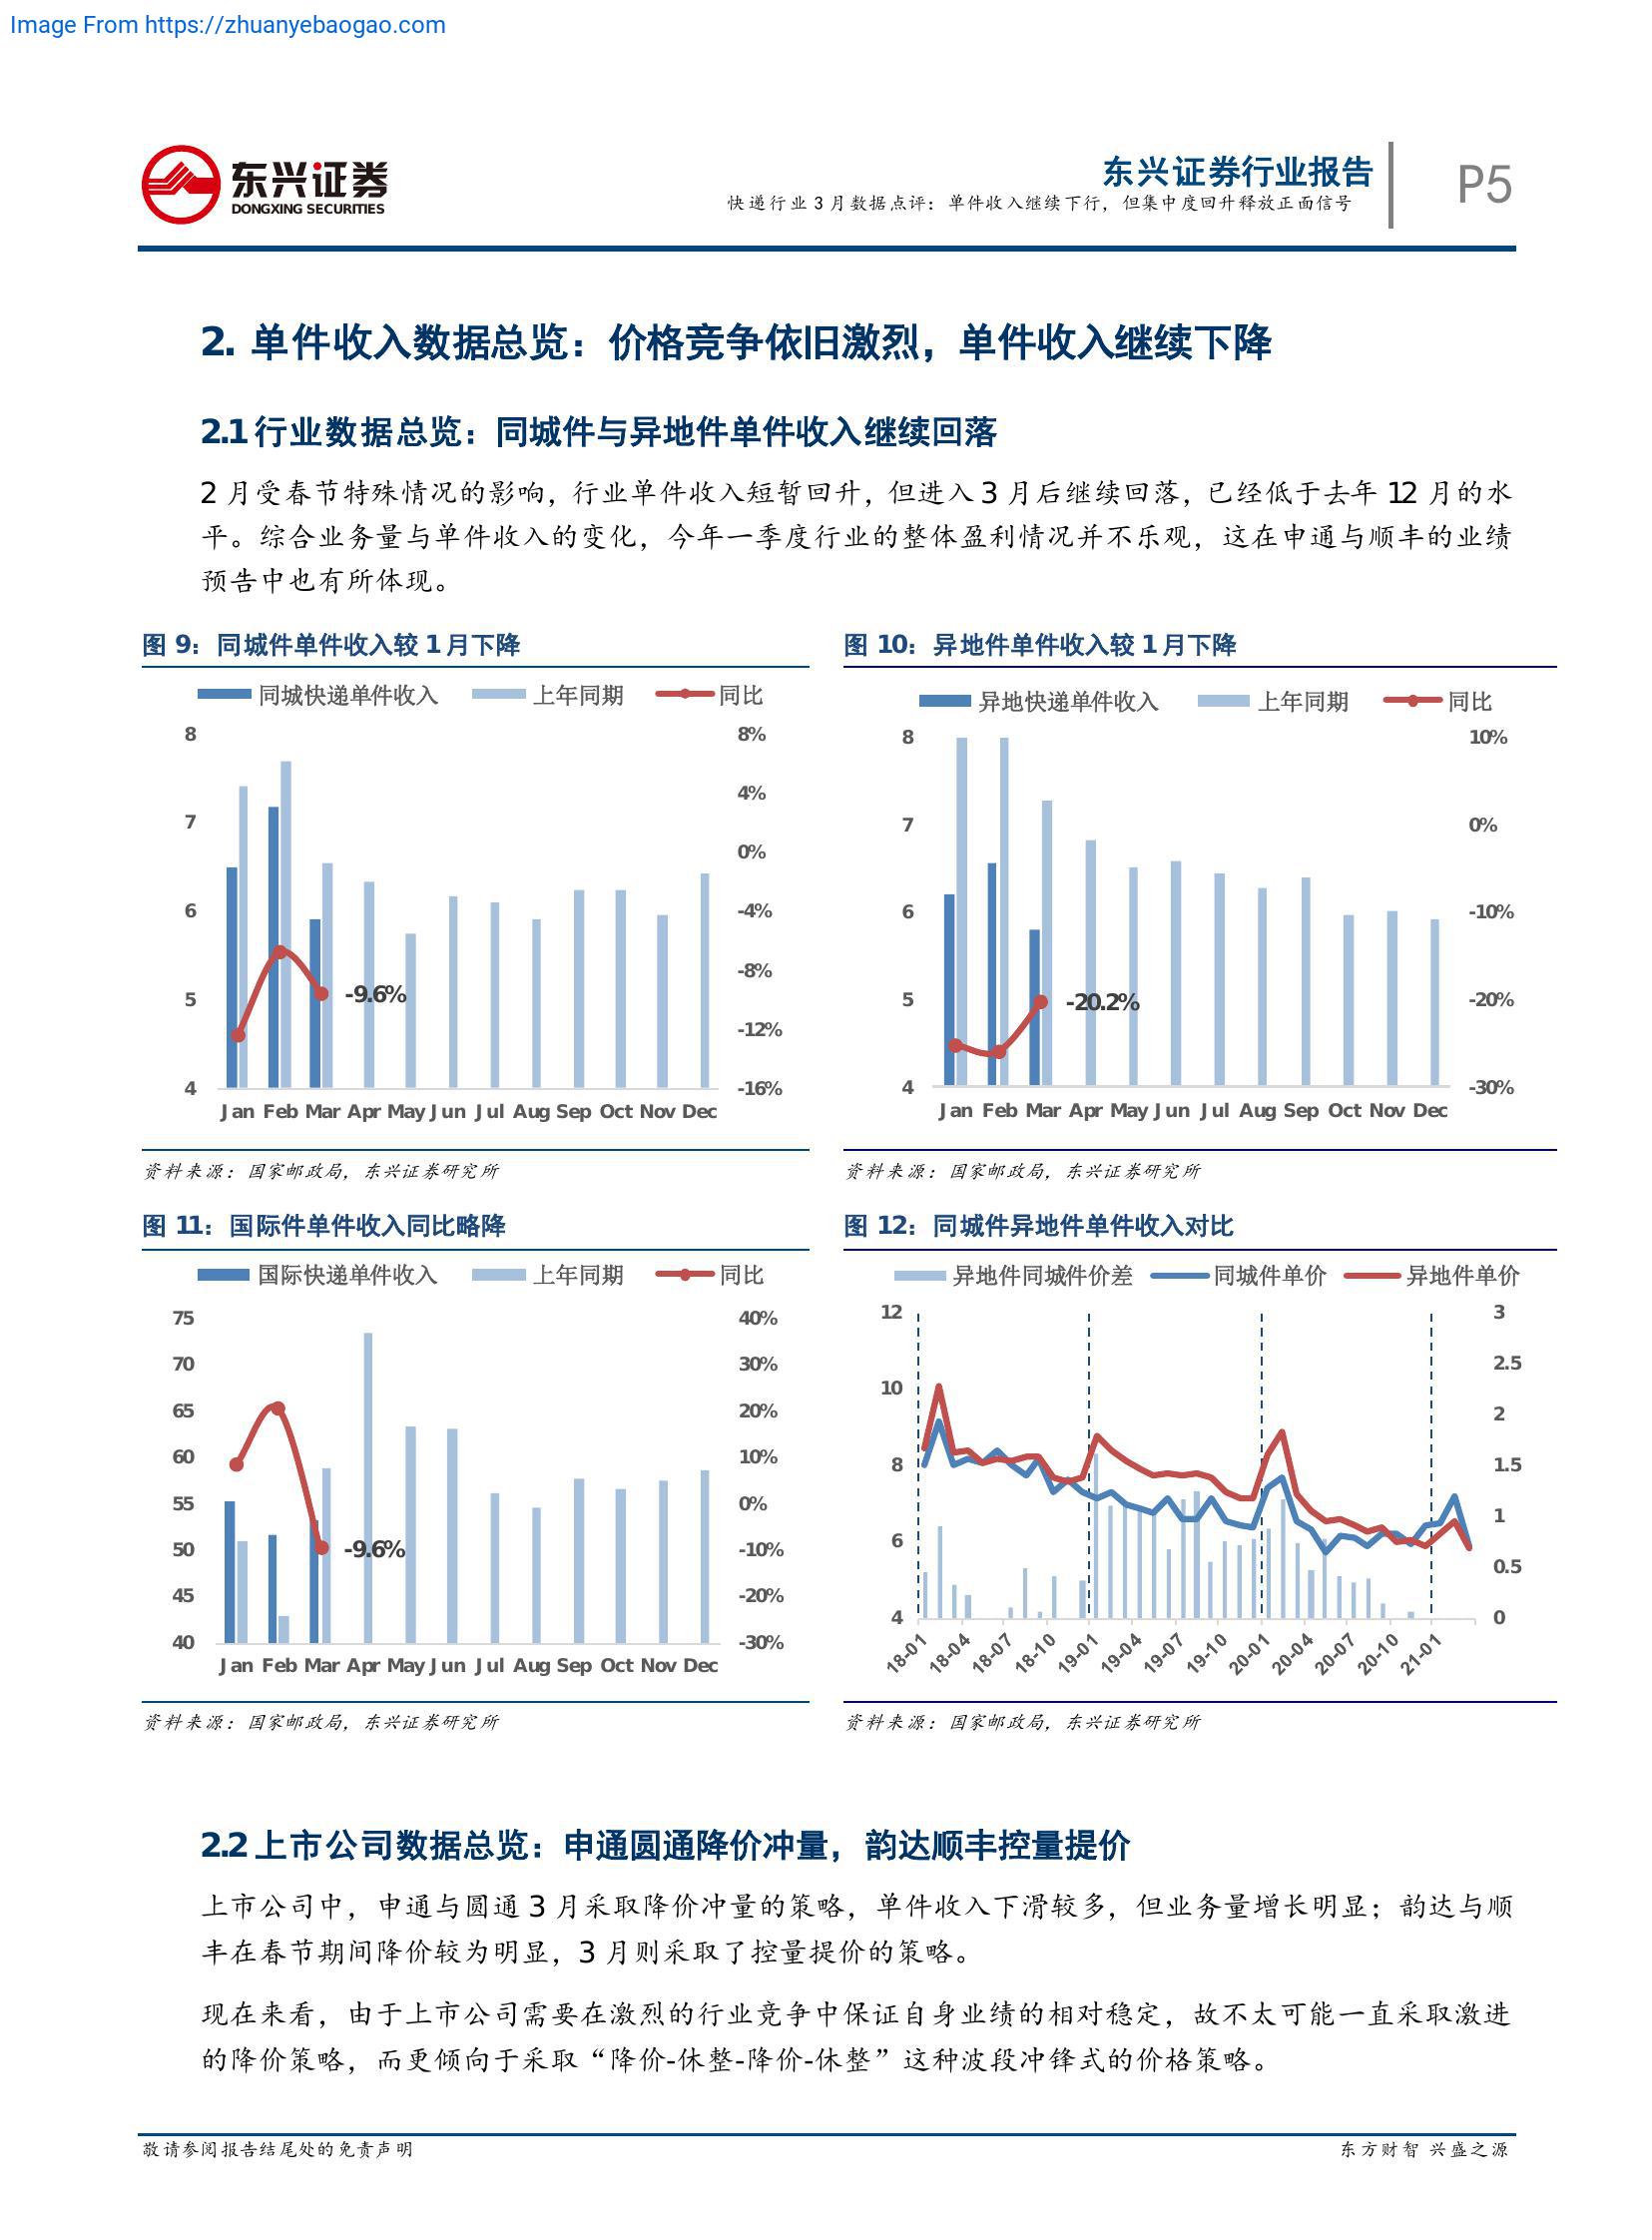 Image From https://zhuanyebaogao.com
东兴证券
DONGXING SECURITIES
东兴证券行业报告
快递行业3月数据点评：单件收入继续下行，但集中度回升释放正面信号
P5
2. 单件收入数据总览：价格竞争依旧激烈，单件收入继续下降
2.1 行业数据总览：同城件与异地件单件收入继续回落
2 月受春节特殊情况的影响，行业单件收入短暂回升，但进入 3 月后继续回落，已经低于去年 12 月的水
平。综合业务量与单件收入的变化，今年一季度行业的整体盈利情况并不乐观，这在申通与顺丰的业绩
预告中也有所体现。
图 9：同城件单件收入较 1 月下降
同城快递单件收入 上年同期 同比
8
7
6
5
4
8%
4%
0%
-4%
-8%
-12%
-16%
-9.6%
Jan Feb Mar Apr May Jun Jul Aug Sep Oct Nov Dec
资料来源：国家邮政局，东兴证券研究所
图 10：异地件单件收入较 1 月下降
异地快递单件收入 上年同期 同比
8
7
6
5
4
10%
0%
-10%
-20%
-30%
-20.2%
Jan Feb Mar Apr May Jun Jul Aug Sep Oct Nov Dec
资料来源：国家邮政局，东兴证券研究所
图 11：国际件单件收入同比略降
国际快递单件收入 上年同期 同比
75
70
65
60
55
50
45
40
40%
30%
20%
10%
0%
-10%
-20%
-30%
-9.6%
Jan Feb Mar Apr May Jun Jul Aug Sep Oct Nov Dec
资料来源：国家邮政局，东兴证券研究所
图 12：同城件异地件单件收入对比
异地件同城件价差 同城件单价 异地件单价
12
10
8
6
4
3
2.5
2
1.5
1
0.5
0
18-01 18-04 18-07 18-10 19-01 19-04 19-07 19-10 20-01 20-04 20-07 20-10 21-01
资料来源：国家邮政局，东兴证券研究所
2.2 上市公司数据总览：申通圆通降价冲量，韵达顺丰控量提价
上市公司中，申通与圆通 3 月采取降价冲量的策略，单件收入下滑较多，但业务量增长明显；韵达与顺
丰在春节期间降价较为明显，3 月则采取了控量提价的策略。
现在来看，由于上市公司需要在激烈的行业竞争中保证自身业绩的相对稳定，故不太可能一直采取激进
的降价策略，而更倾向于采取“降价-休整-降价-休整”这种波段冲锋式的价格策略。
敬请参阅报告结尾处的免责声明
东方财智 兴盛之源